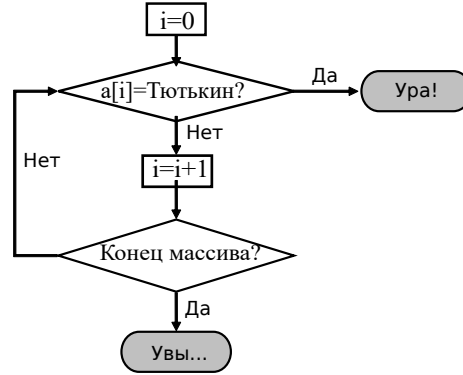 i=0
a[i]=Тютькин?
Да
Ура!
Нет
Нет
i=i+1
Конец массива?
Да
Увы...